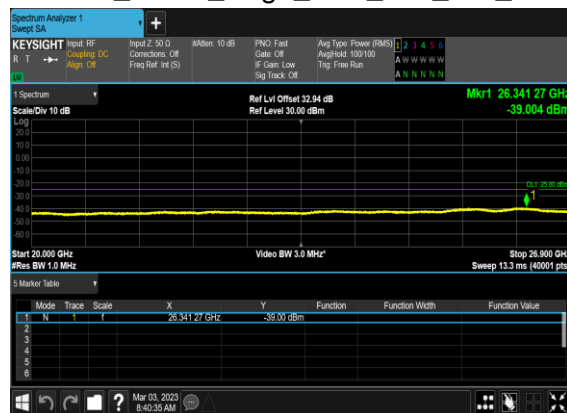 Spectrum Analyzer 1
Swept SA
+
KEYSIGHT
R T
Input: RF
Coupling: DC
Align: Off
Input Z: 50 Ω
Corrections: Off
Freq Ref: Int (S)
#Atten: 10 dB
PNO: Fast
Gate: Off
IF Gain: Low
Sig Track: Off
Avg Type: Power (RMS)
Avg|Hold: 100/100
Trig: Free Run
1 2 3 4 5 6
A W W W W W
A N N N N N
1 Spectrum
Scale/Div 10 dB
Ref Lvl Offset 32.94 dB
Ref Level 30.00 dBm
Mkr1 26.341 27 GHz
-39.004 dBm
Log
20.0
10.0
0.00
-10.0
-20.0
-30.0
-40.0
-50.0
-60.0
DL1 -25.00 dBm
1
Start 20.000 GHz
#Res BW 1.0 MHz
Video BW 3.0 MHz*
Stop 26.900 GHz
Sweep 13.3 ms (40001 pts)
5 Marker Table
Mode Trace Scale X Y Function Function Width Function Value
1 N 1 f 26.341 27 GHz -39.00 dBm
2
3
4
5
6
?
Mar 03, 2023
8:40:35 AM